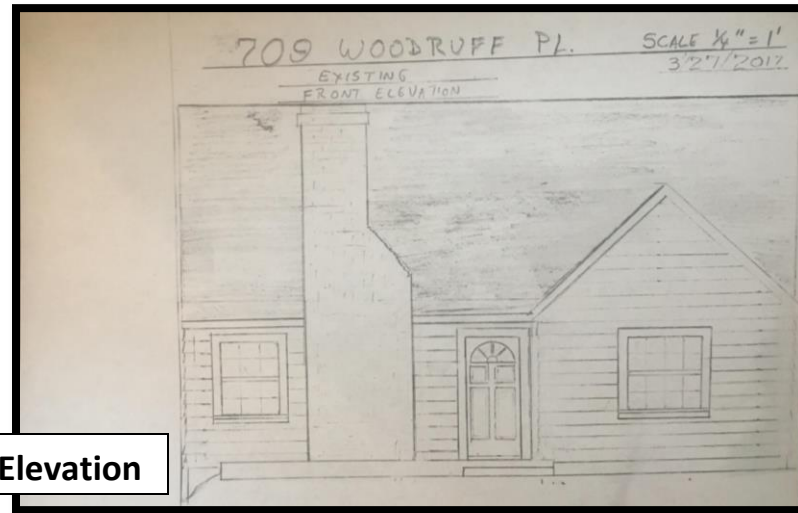 709 WOODRUFF PL.
SCALE ¼" = 1'
3/27/2017
EXISTING
FRONT ELEVATION
Elevation